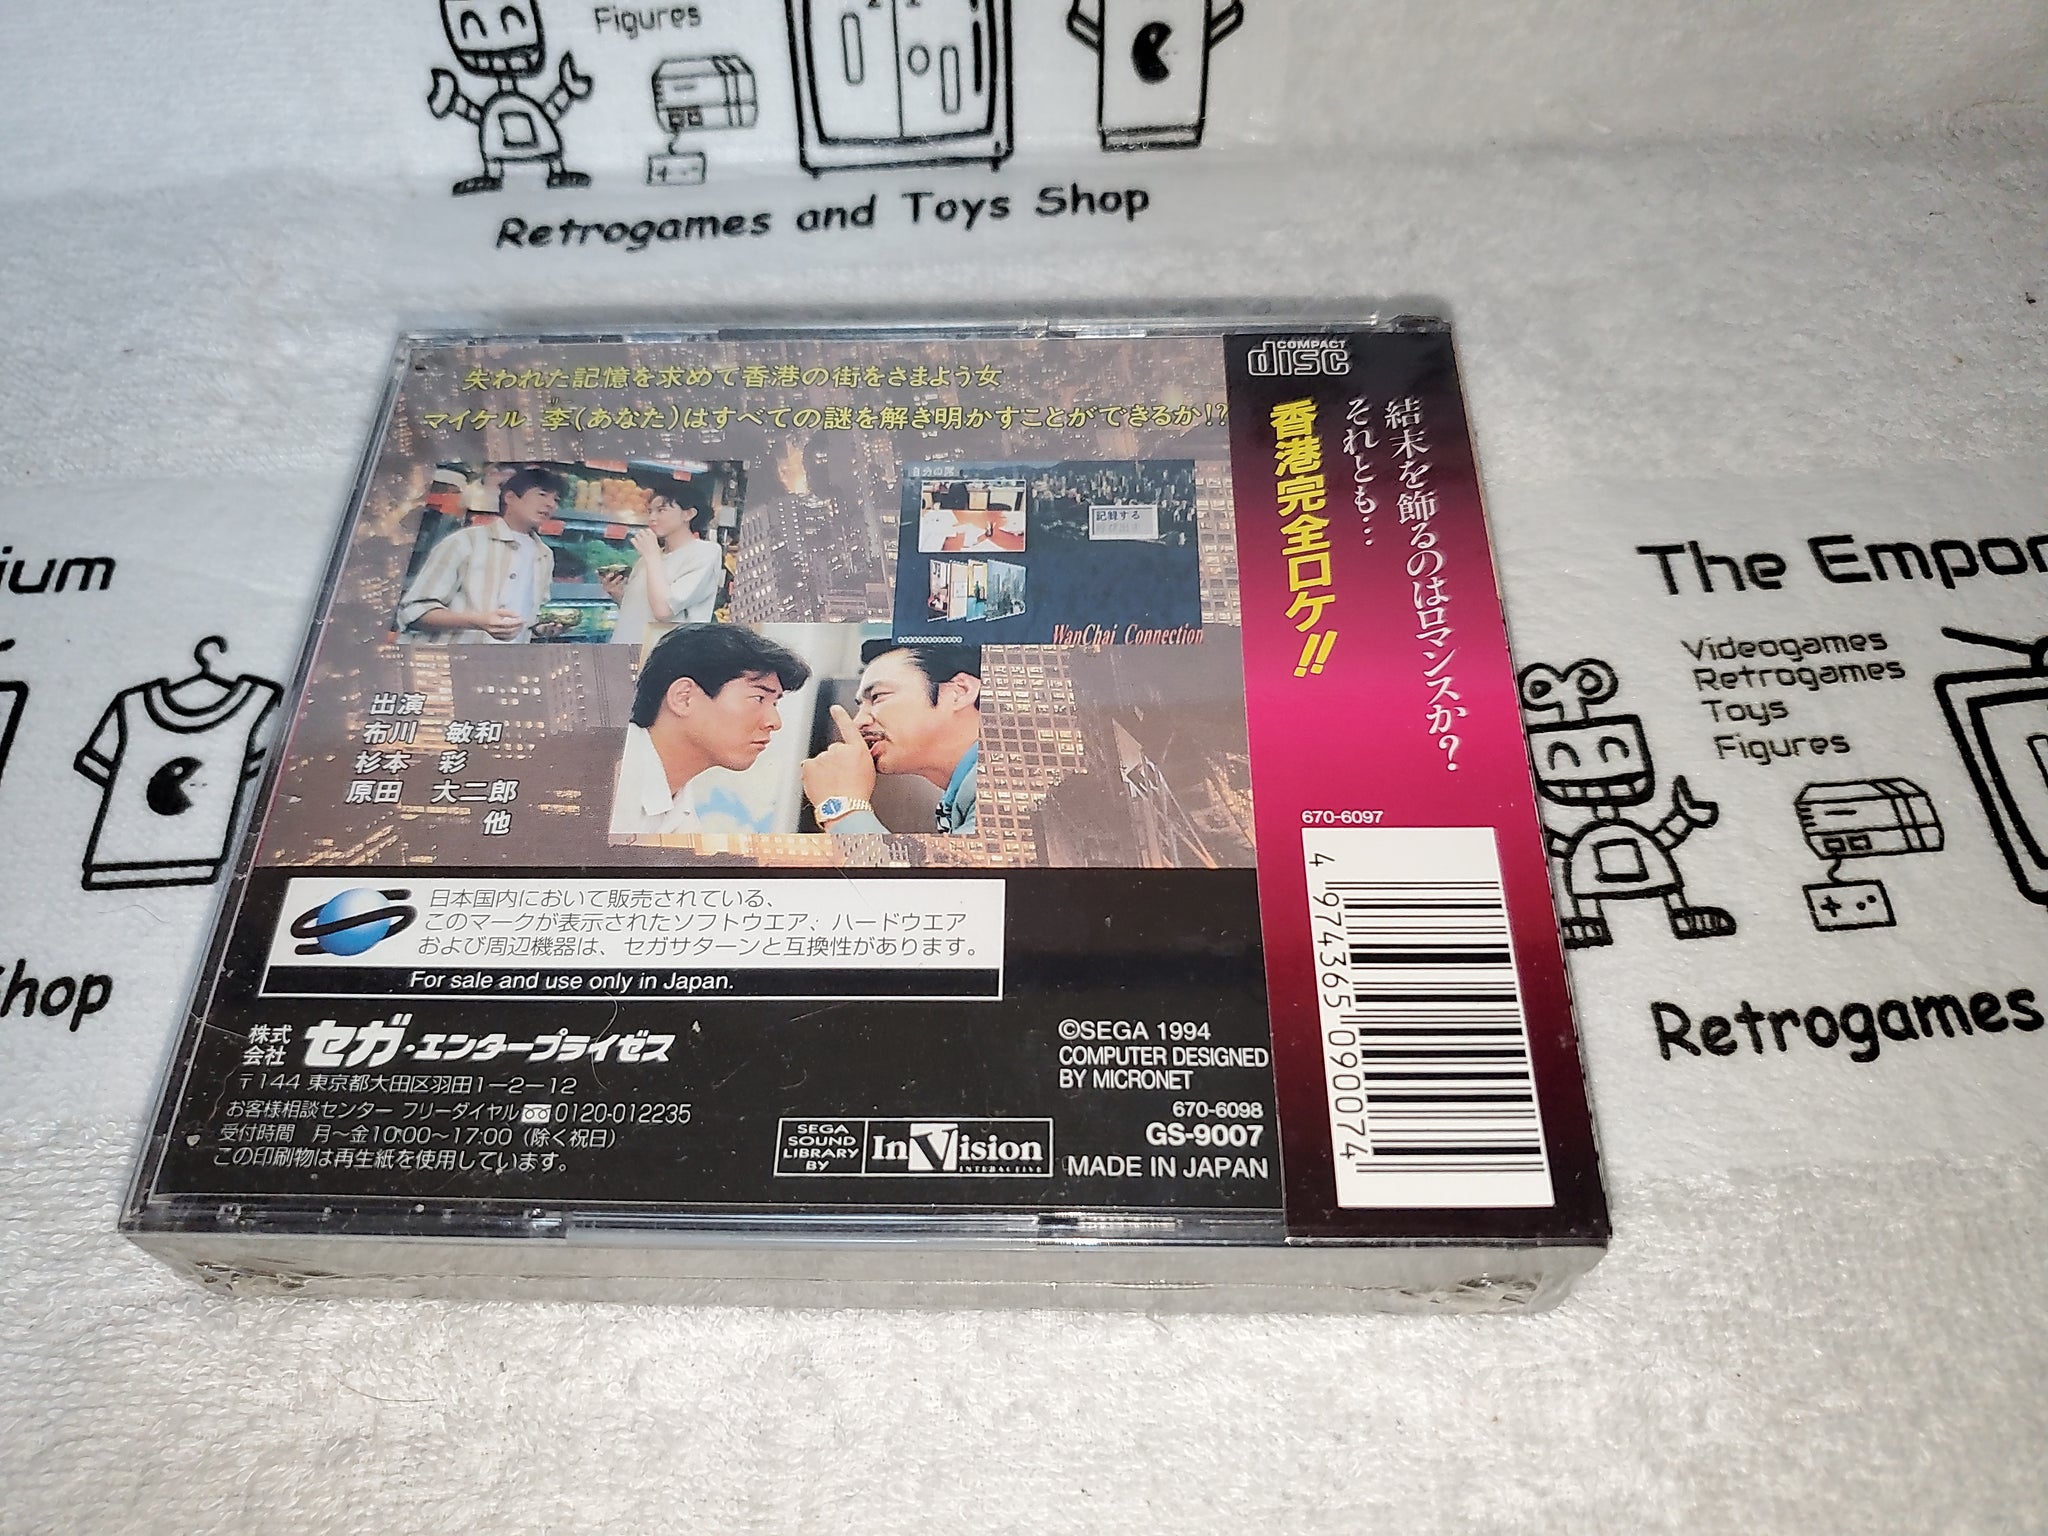 Figures
Retrogames and Toys Shop
ium
Shop
The Empor
Videogames
Retrogames
Toys
Figures
Retrogames
失われた記憶を求めて香港の街をさまよう女
マイケル 李(あなた)はすべての謎を解き明かすことができるか!?
自分の席
記録する
WanChai Connection
出演
布川 敏和
杉本 彩
原田 大二郎
他
COMPACT
disc
結末を飾るのはロマンスか?
それとも…
香港完全ロケ!!
670-6097
4 974365 090074
日本国内において販売されている、
このマークが表示されたソフトウエア、ハードウエア
および周辺機器は、セガサターンと互換性があります。
For sale and use only in Japan.
株式会社 セガ・エンタープライゼス
〒144 東京都大田区羽田1-2-12
お客様相談センター フリーダイヤル 0120-012235
受付時間 月~金10:00~17:00 (除く祝日)
この印刷物は再生紙を使用しています。
©SEGA 1994
COMPUTER DESIGNED
BY MICRONET
670-6098
GS-9007
MADE IN JAPAN
SEGA
SOUND
LIBRARY
BY
InVision
INTERACTIVE